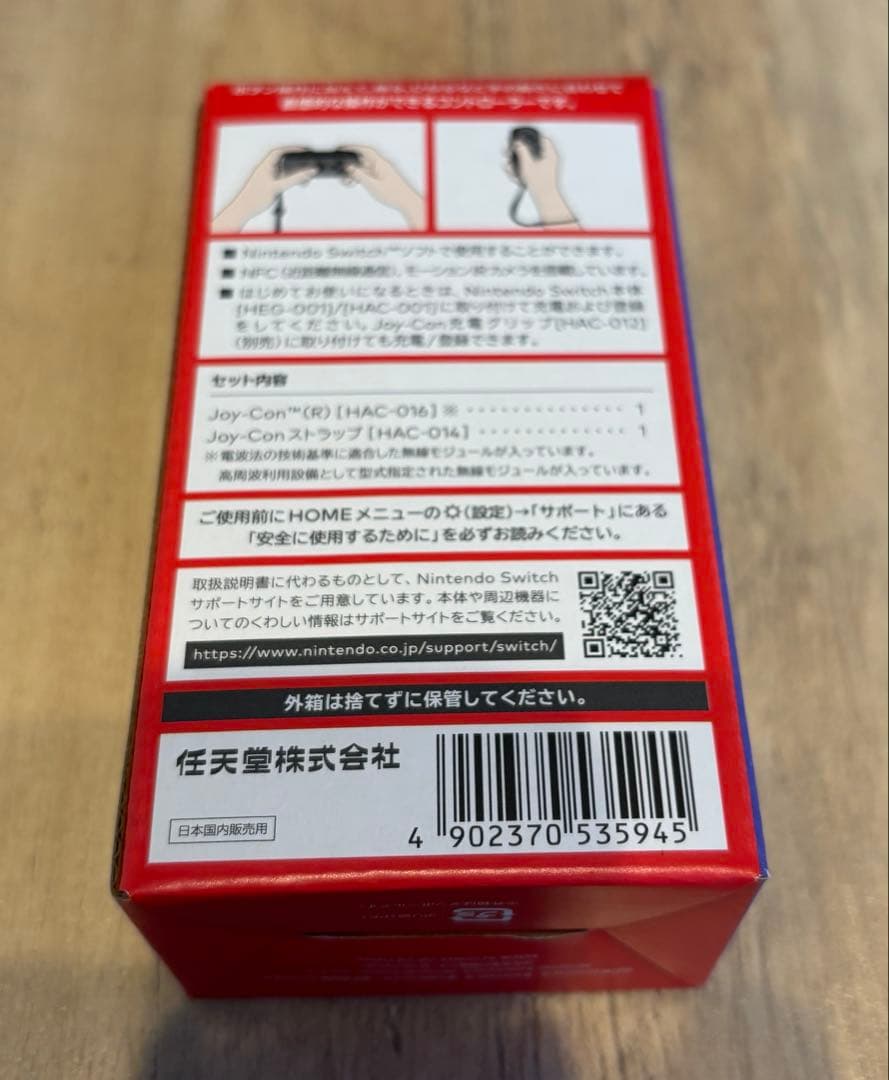 ■ Nintendo Switch™ソフトで使用することができます。
■ NFC（近距離無線通信）、モーションIRカメラを搭載しています。
■ はじめてお使いになるときは、Nintendo Switch本体
[HEG-001]/[HAC-001]に取り付けて充電および登録
をしてください。Joy-Con充電グリップ[HAC-012]
（別売）に取り付けても充電/登録できます。
セット内容
Joy-Con™(R) [HAC-016]※ ・・・・・・・・・・・・・・ 1
Joy-Conストラップ [HAC-014] ・・・・・・・・・・・・・ 1
※電波法の技術基準に適合した無線モジュールが入っています。
高周波利用設備として型式指定された無線モジュールが入っています。
ご使用前にHOMEメニューの（設定）→「サポート」にある
「安全に使用するために」を必ずお読みください。
取扱説明書に代わるものとして、Nintendo Switch
サポートサイトをご用意しています。本体や周辺機器に
ついてのくわしい情報はサポートサイトをご覧ください。
https://www.nintendo.co.jp/support/switch/
外箱は捨てずに保管してください。
任天堂株式会社
日本国内販売用
4 902370 535945